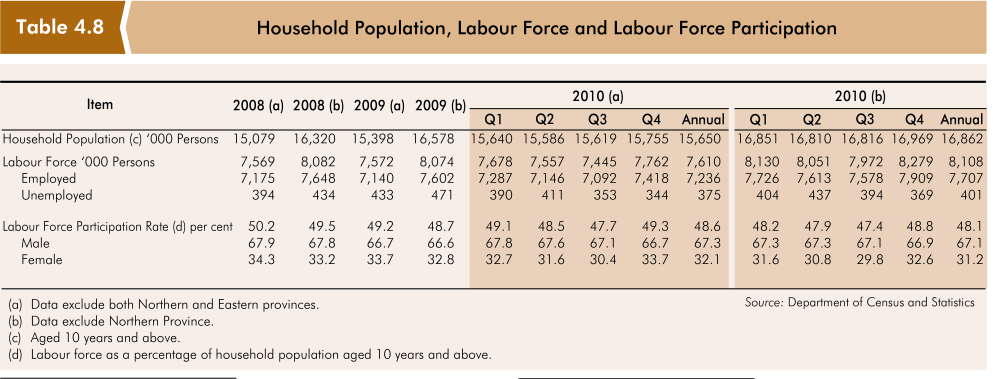 Table 4.8
Household Population, Labour Force and Labour Force Participation
Item 2008 (a) 2008 (b) 2009 (a) 2009 (b) 2010 (a) 2010 (b)
Q1 Q2 Q3 Q4 Annual Q1 Q2 Q3 Q4 Annual
Household Population (c) ‘000 Persons 15,079 16,320 15,398 16,578 15,640 15,586 15,619 15,755 15,650 16,851 16,810 16,816 16,969 16,862
Labour Force ‘000 Persons 7,569 8,082 7,572 8,074 7,678 7,557 7,445 7,762 7,610 8,130 8,051 7,972 8,279 8,108
Employed 7,175 7,648 7,140 7,602 7,287 7,146 7,092 7,418 7,236 7,726 7,613 7,578 7,909 7,707
Unemployed 394 434 433 471 390 411 353 344 375 404 437 394 369 401
Labour Force Participation Rate (d) per cent 50.2 49.5 49.2 48.7 49.1 48.5 47.7 49.3 48.6 48.2 47.9 47.4 48.8 48.1
Male 67.9 67.8 66.7 66.6 67.8 67.6 67.1 66.7 67.3 67.3 67.3 67.1 66.9 67.1
Female 34.3 33.2 33.7 32.8 32.7 31.6 30.4 33.7 32.1 31.6 30.8 29.8 32.6 31.2
(a) Data exclude both Northern and Eastern provinces.
(b) Data exclude Northern Province.
(c) Aged 10 years and above.
(d) Labour force as a percentage of household population aged 10 years and above.
Source: Department of Census and Statistics